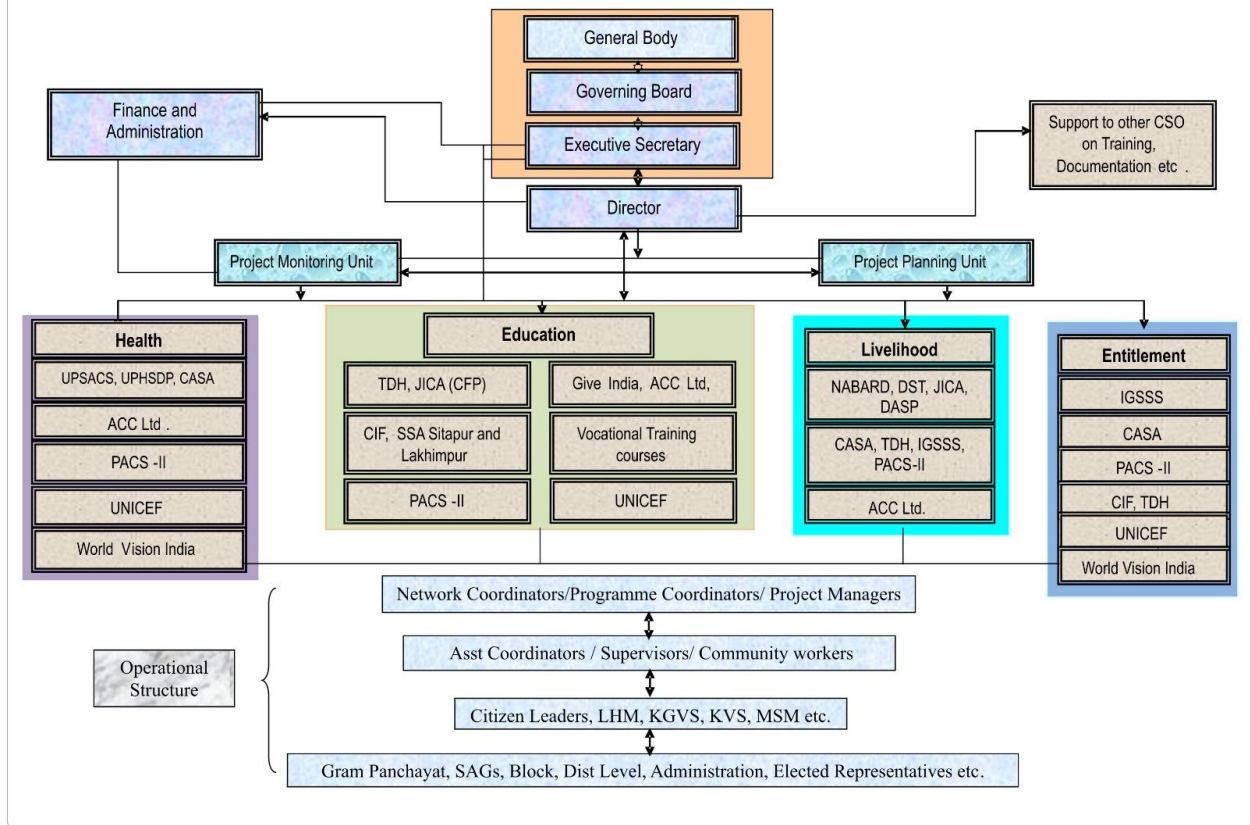 General Body
Governing Board
Executive Secretary
Director
Finance and
Administration
Support to other CSO
on Training,
Documentation etc .
Project Monitoring Unit
Project Planning Unit
Health
UPSACS, UPHSDP, CASA
ACC Ltd .
PACS -II
UNICEF
World Vision India
Education
TDH, JICA (CFP)
Give India, ACC Ltd,
CIF, SSA Sitapur and
Lakhimpur
Vocational Training
courses
PACS -II
UNICEF
Livelihood
NABARD, DST, JICA,
DASP
CASA, TDH, IGSSS,
PACS-II
ACC Ltd.
Entitlement
IGSSS
CASA
PACS -II
CIF, TDH
UNICEF
World Vision India
Operational
Structure
Network Coordinators/Programme Coordinators/ Project Managers
Asst Coordinators / Supervisors/ Community workers
Citizen Leaders, LHM, KGVS, KVS, MSM etc.
Gram Panchayat, SAGs, Block, Dist Level, Administration, Elected Representatives etc.